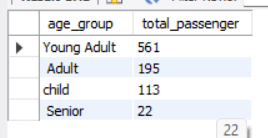 age_group total_passenger
Young Adult 561
Adult 195
child 113
Senior 22
22